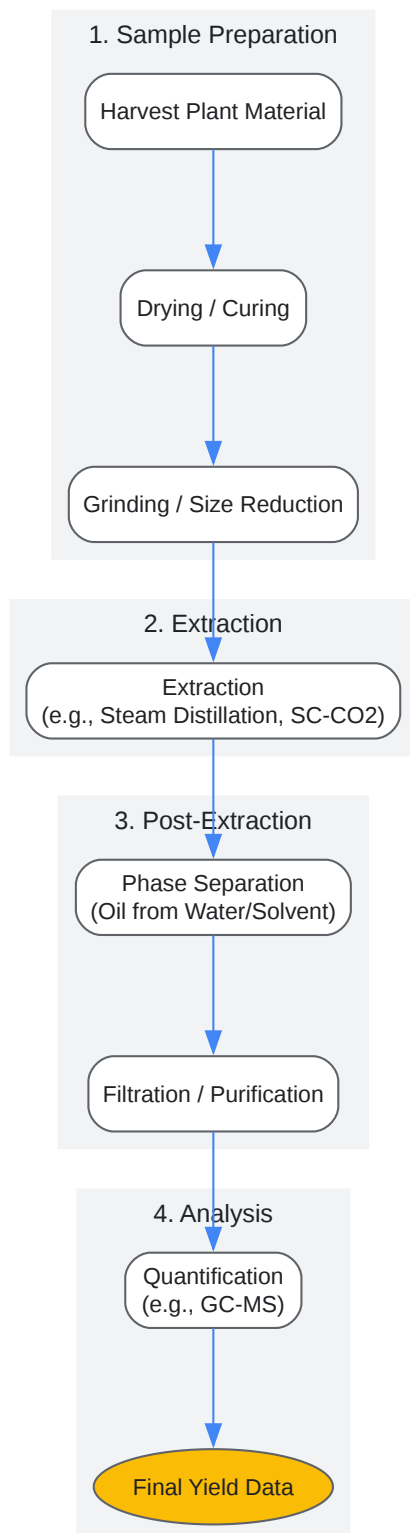 1. Sample Preparation
Harvest Plant Material
Drying / Curing
Grinding / Size Reduction
2. Extraction
Extraction
(e.g., Steam Distillation, SC-CO2)
3. Post-Extraction
Phase Separation
(Oil from Water/Solvent)
Filtration / Purification
4. Analysis
Quantification
(e.g., GC-MS)
Final Yield Data